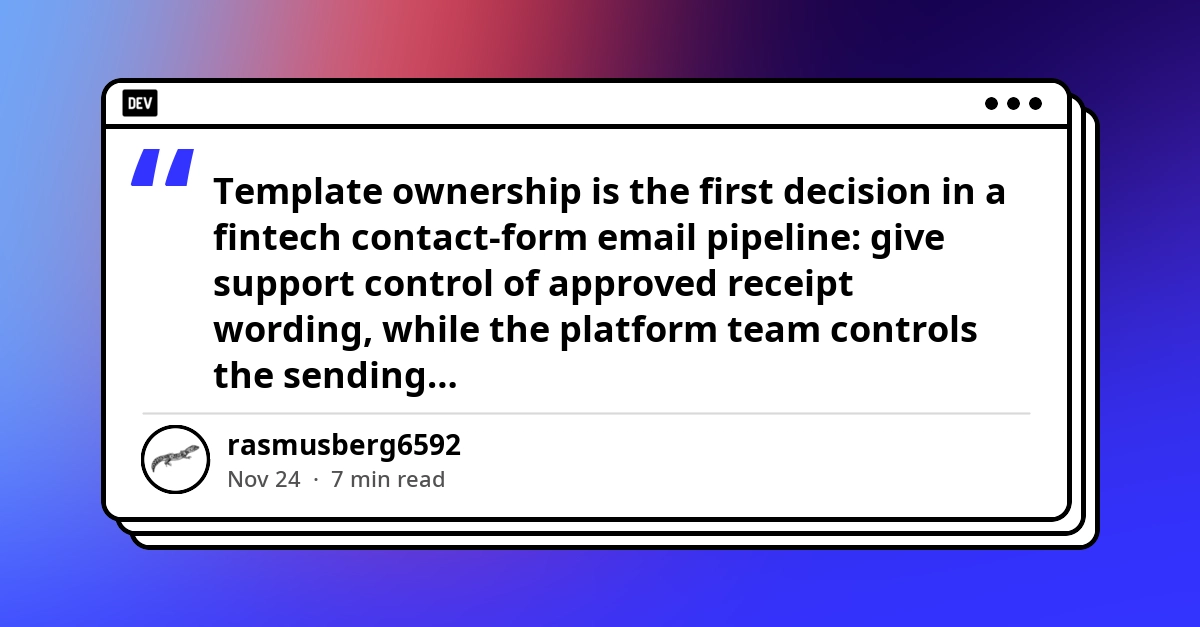 DEV
“
Template ownership is the first decision in a
fintech contact-form email pipeline: give
support control of approved receipt
wording, while the platform team controls
the sending...
rasmusberg6592
Nov 24 · 7 min read